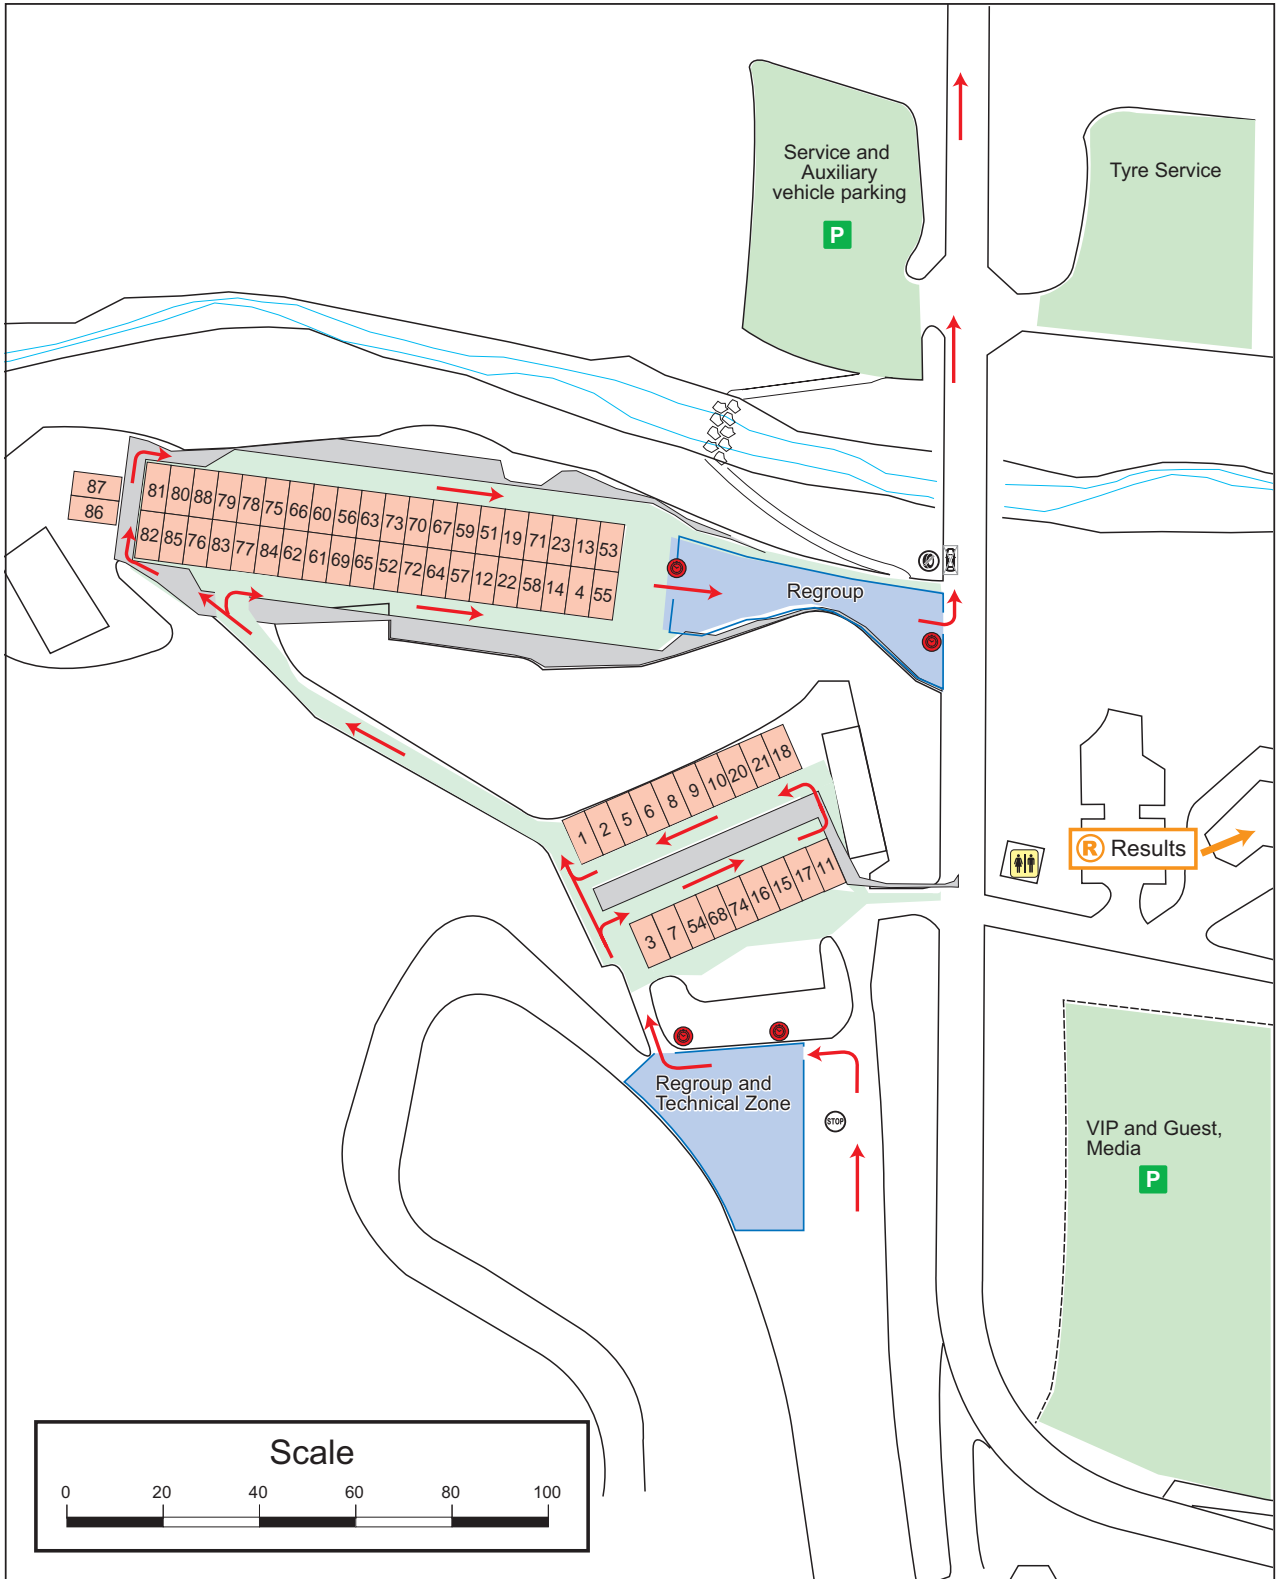 Service and
Auxiliary
vehicle parking
P
Tyre Service
87
86
81 80 88 79 78 75 66 60 56 63 73 70 67 59 51 19 71 23 13 53
82 85 76 83 77 84 62 61 69 65 52 72 64 57 12 22 58 14 4 55
Regroup
1 2 5 6 8 9 10 20 21 18
3 7 54 68 74 16 15 17 11
R Results
Regroup and
Technical Zone
STOP
VIP and Guest,
Media
P
Scale
0 20 40 60 80 100